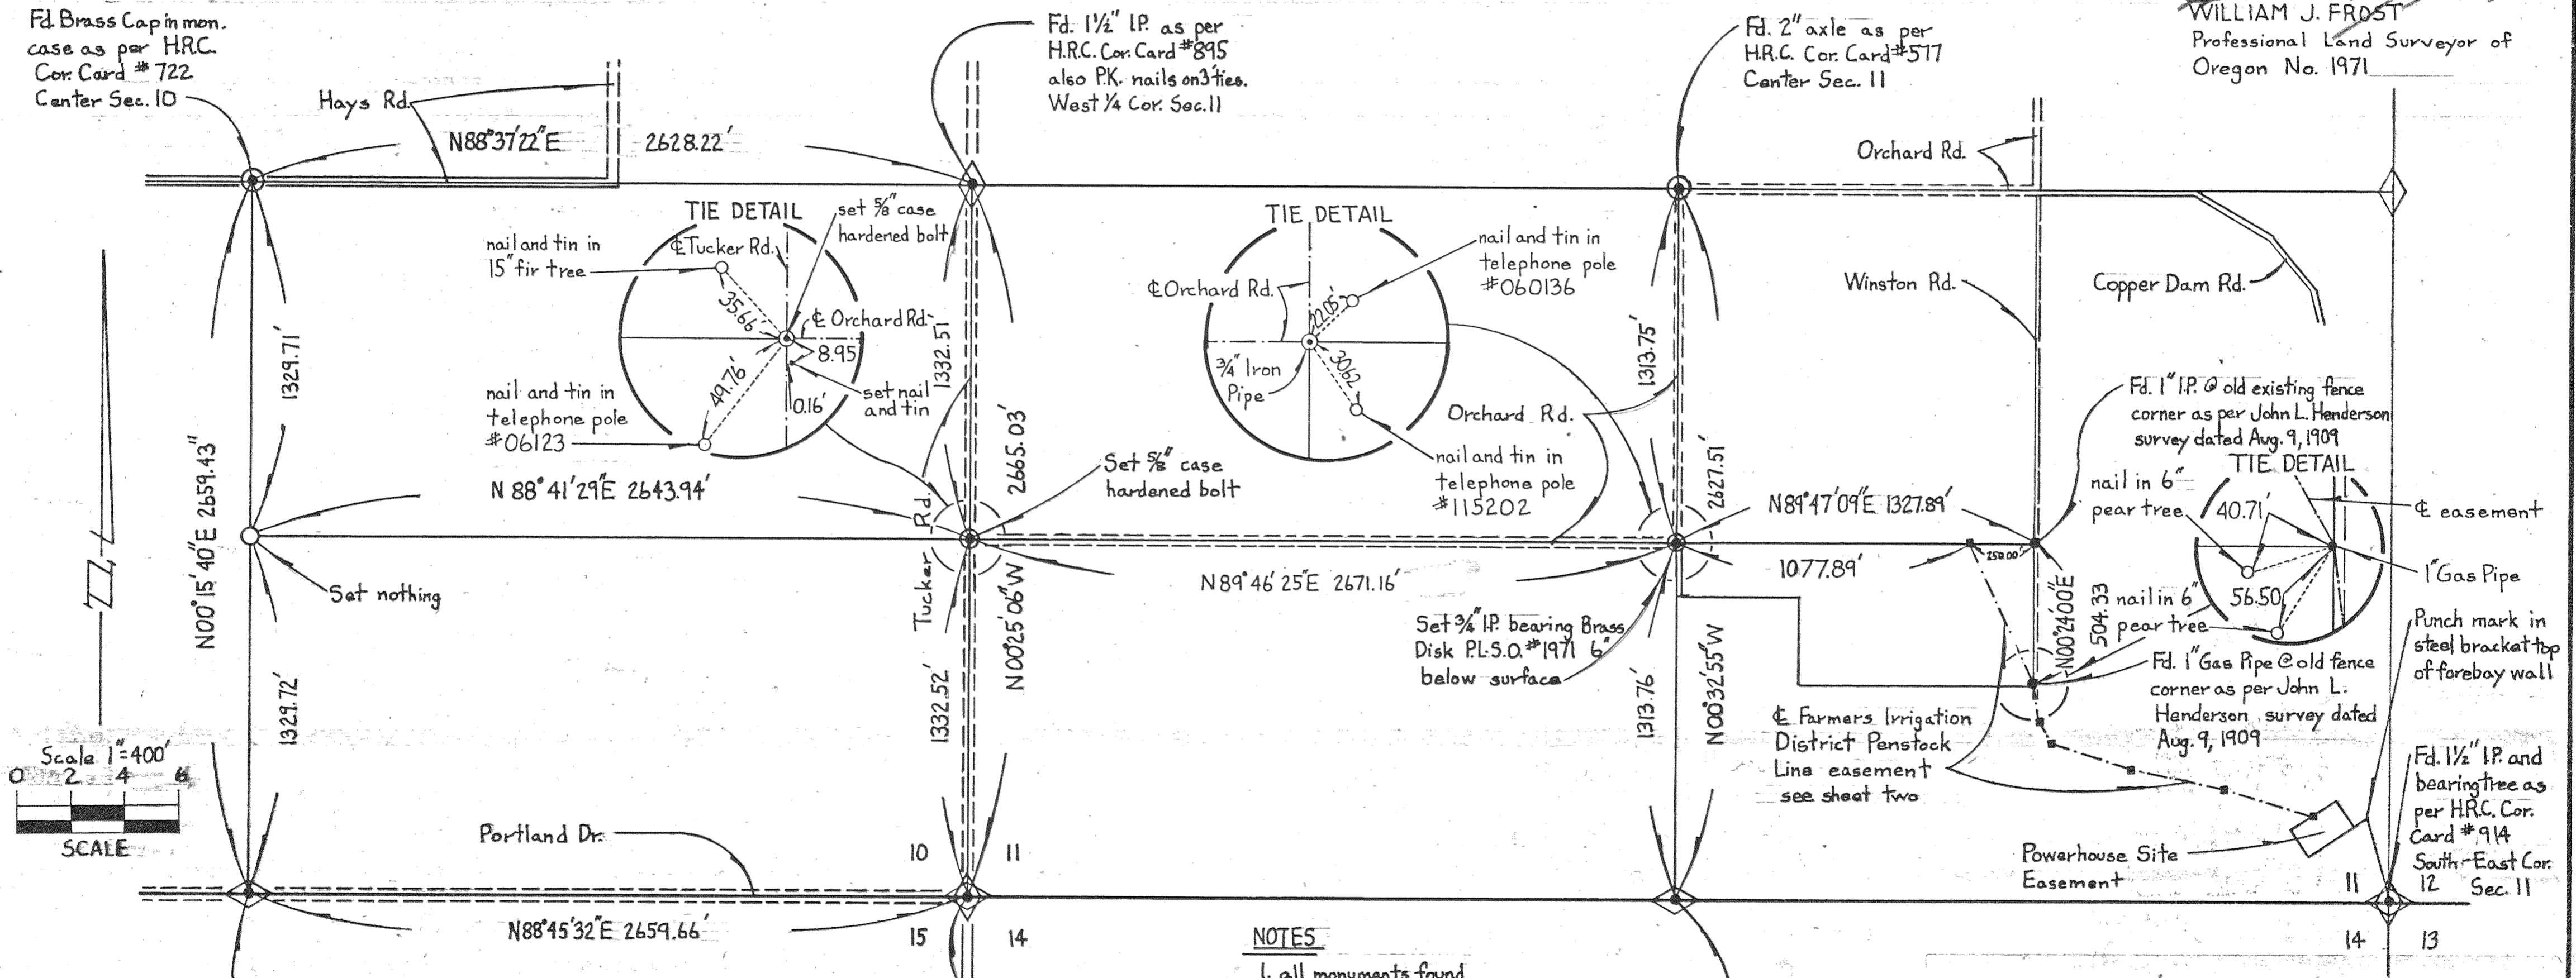 Fd. Brass Cap in mon.
case as per H.R.C.
Cor. Card #722
Center Sec. 10
Hays Rd.
N88°37'22"E 2628.22'
Fd. 1½" I.P. as per
H.R.C. Cor. Card #895
also P.K. nails on 3 ties.
West ¼ Cor. Sec. 11
Fd. 2" axle as per
H.R.C. Cor. Card #577
Center Sec. 11
WILLIAM J. FROST
Professional Land Surveyor of
Oregon No. 1971
Orchard Rd.
TIE DETAIL
℄ Tucker Rd.
set ⅝" case
hardened bolt
nail and tin in
15" fir tree
35.66'
℄ Orchard Rd.
8.95
49.76'
0.16'
set nail
and tin
nail and tin in
telephone pole
#06123
TIE DETAIL
℄ Orchard Rd.
nail and tin in
telephone pole
#060136
22.05'
30.62
¾" Iron
Pipe
nail and tin in
telephone pole
#115202
Orchard Rd.
Winston Rd.
Copper Dam Rd.
1329.71'
N00°15'40"E 2659.43"
1329.72'
1332.51
2665.03'
N00°25'06"W
1332.52'
Tucker Rd.
1313.75'
2627.51'
N00°32'55"W
1313.76'
N 88°41'29"E 2643.94'
Set ⅝" case
hardened bolt
Set nothing
N 89°46'25"E 2671.16'
N89°47'09"E 1327.89'
1077.89'
250.00'
Fd. 1" I.P. @ old existing fence
corner as per John L. Henderson
survey dated Aug. 9, 1909
TIE DETAIL
nail in 6"
pear tree
40.71'
℄ easement
1" Gas Pipe
56.50
nail in 6"
pear tree
N00°24'00"E
504.33
Fd. 1" Gas Pipe @ old fence
corner as per John L.
Henderson survey dated
Aug. 9, 1909
Punch mark in
steel bracket top
of forebay wall
Set ¾" I.P. bearing Brass
Disk P.L.S.O. #1971 6"
below surface
℄ Farmers Irrigation
District Penstock
Line easement
see sheet two
Fd. 1½" I.P. and
bearing tree as
per H.R.C. Cor.
Card #914
South-East Cor.
Sec. 11
Powerhouse Site
Easement
Scale 1"=400'
0 2 4 6
SCALE
Portland Dr.
N88°45'32"E 2659.66'
10 11
15 14
11 12
14 13
NOTES
1. all monuments found